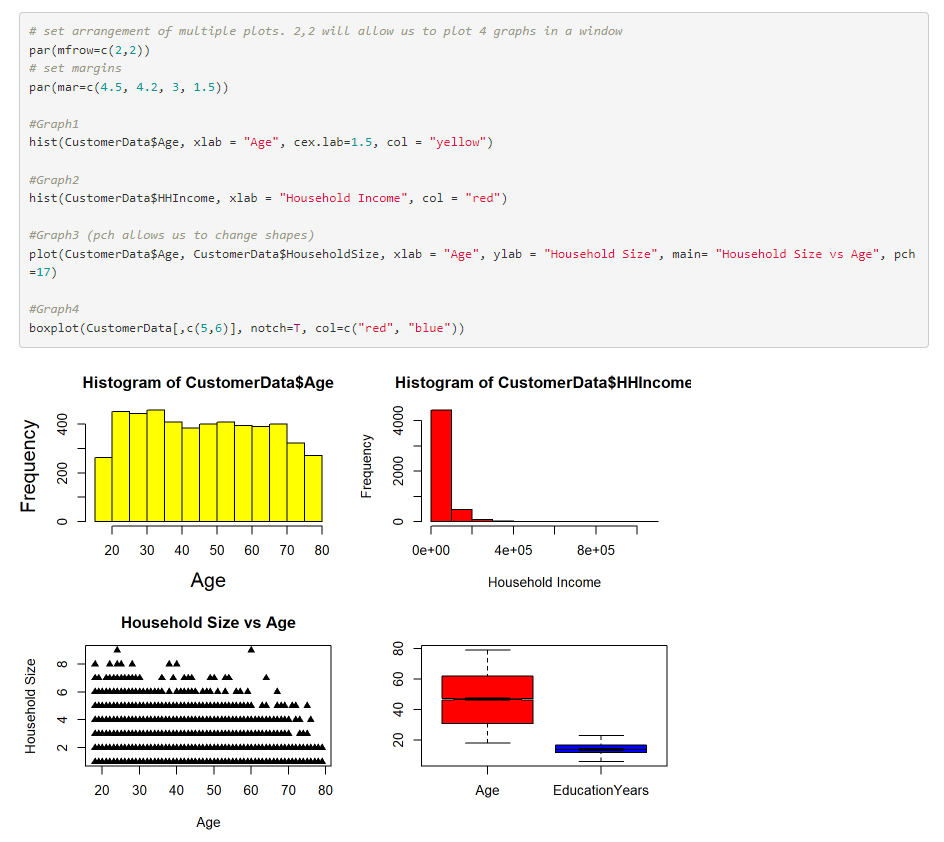 # set arrangement of multiple plots. 2,2 will allow us to plot 4 graphs in a window
par(mfrow=c(2,2))
# set margins
par(mar=c(4.5, 4.2, 3, 1.5))
#Graph1
hist(CustomerData$Age, xlab = "Age", cex.lab=1.5, col = "yellow")
#Graph2
hist(CustomerData$HHIncome, xlab = "Household Income", col = "red")
#Graph3 (pch allows us to change shapes)
plot(CustomerData$Age, CustomerData$HouseholdSize, xlab = "Age", ylab = "Household Size", main= "Household Size vs Age", pch
=17)
#Graph4
boxplot(CustomerData[,c(5,6)], notch=T, col=c("red", "blue"))
Histogram of CustomerData$Age
Frequency
0 200 400
20 30 40 50 60 70 80
Age
Histogram of CustomerData$HHIncome
Frequency
0 2000 4000
0e+00 4e+05 8e+05
Household Income
Household Size vs Age
Household Size
2 4 6 8
20 30 40 50 60 70 80
Age
20 40 60 80
Age EducationYears